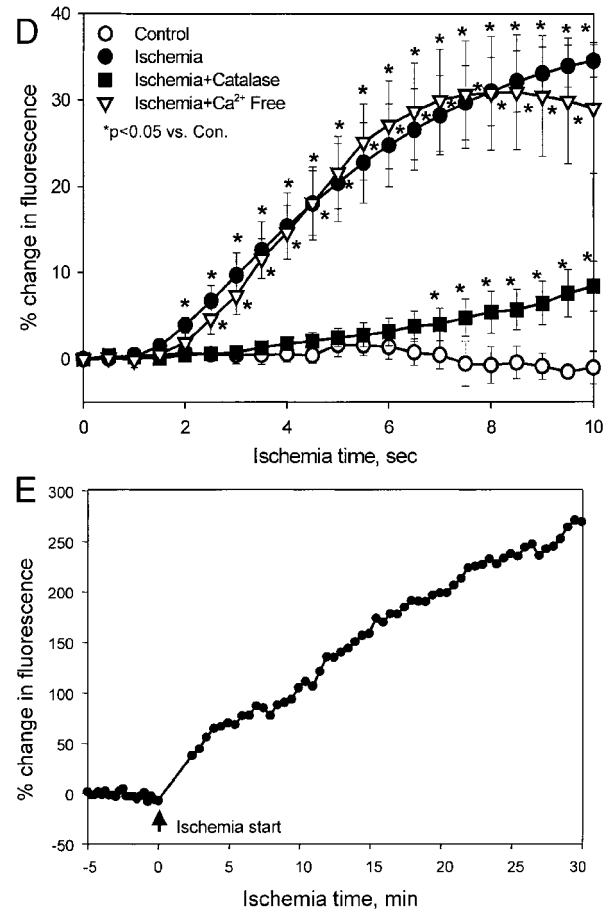 D
% change in fluorescence
40
30
20
10
0
Control
Ischemia
Ischemia+Catalase
Ischemia+Ca²⁺ Free
*p<0.05 vs. Con.
* * * * * * * * * * * * * * * * *
* * * * * * * * * * * * * * * *
* * * * * * *
0 2 4 6 8 10
Ischemia time, sec
E
% change in fluorescence
300
250
200
150
100
50
0
-50
Ischemia start
-5 0 5 10 15 20 25 30
Ischemia time, min